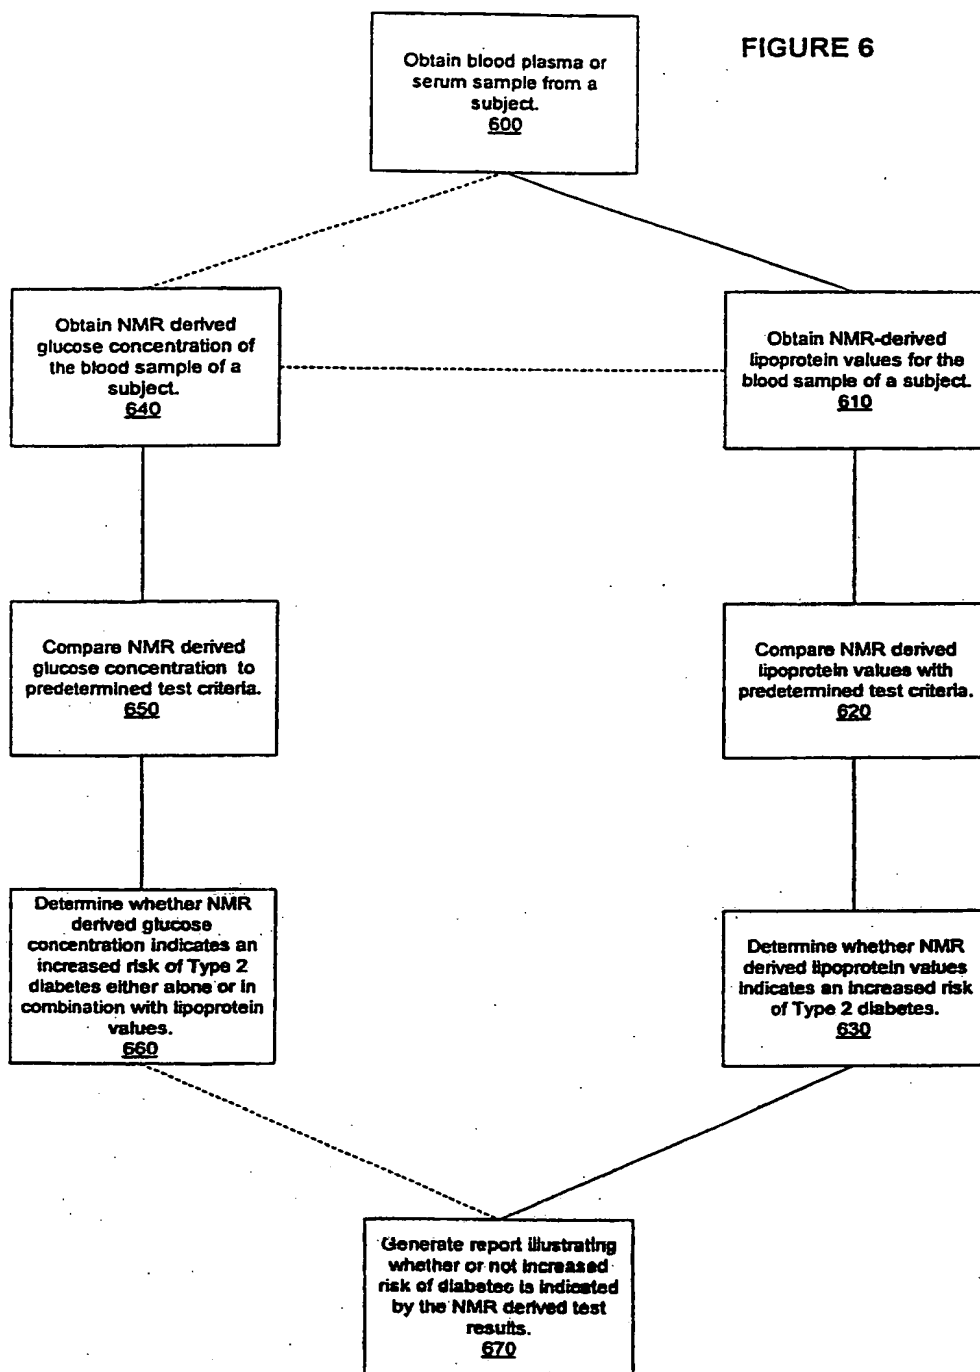 FIGURE 6
Obtain blood plasma or
serum sample from a
subject.
600
Obtain NMR derived
glucose concentration of
the blood sample of a
subject.
640
Obtain NMR-derived
lipoprotein values for the
blood sample of a subject.
610
Compare NMR derived
glucose concentration to
predetermined test criteria.
650
Compare NMR derived
lipoprotein values with
predetermined test criteria.
620
Determine whether NMR
derived glucose
concentration indicates an
increased risk of Type 2
diabetes either alone or in
combination with lipoprotein
values.
660
Determine whether NMR
derived lipoprotein values
indicates an increased risk
of Type 2 diabetes.
630
Generate report illustrating
whether or not increased
risk of diabetes is indicated
by the NMR derived test
results.
670